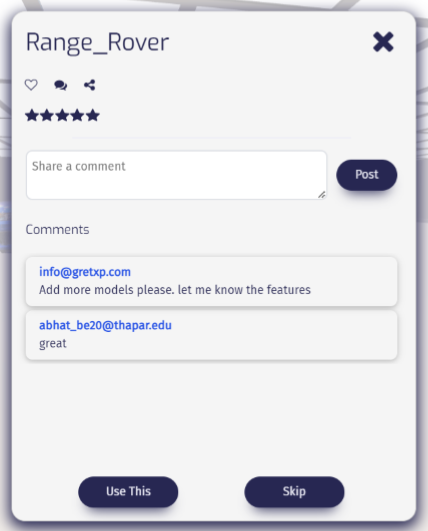 Range_Rover
Share a comment
Post
Comments
info@gretxp.com
Add more models please. let me know the features
abhat_be20@thapar.edu
great
Use This
Skip